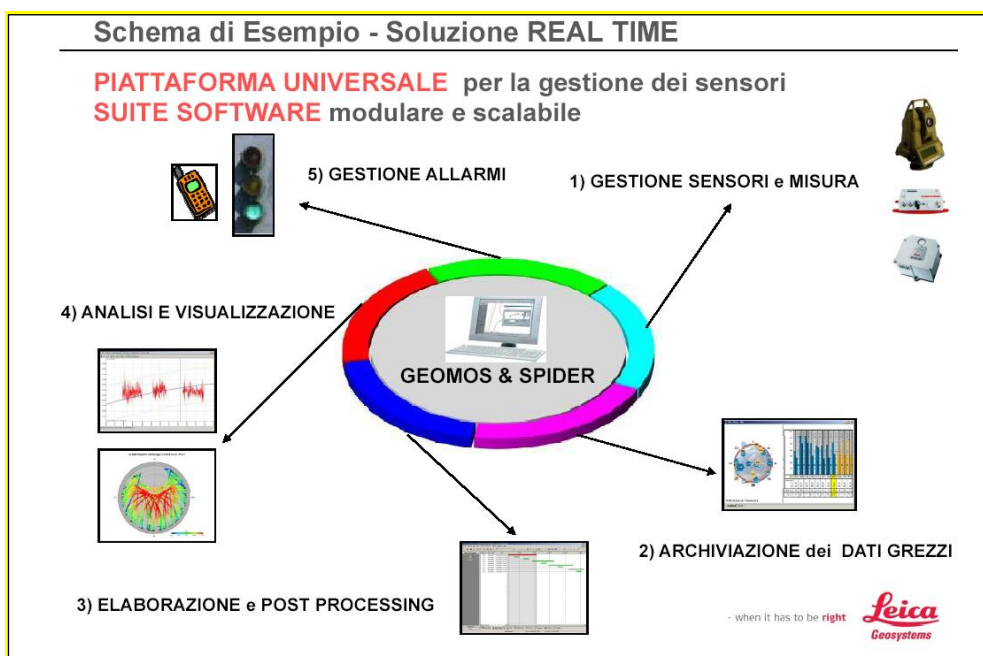 Schema di Esempio - Soluzione REAL TIME
PIATTAFORMA UNIVERSALE per la gestione dei sensori
SUITE SOFTWARE modulare e scalabile
5) GESTIONE ALLARMI
1) GESTIONE SENSORI e MISURA
4) ANALISI E VISUALIZZAZIONE
GEOMOS & SPIDER
2) ARCHIVIAZIONE dei DATI GREZZI
3) ELABORAZIONE e POST PROCESSING
- when it has to be right
Leica
Geosystems